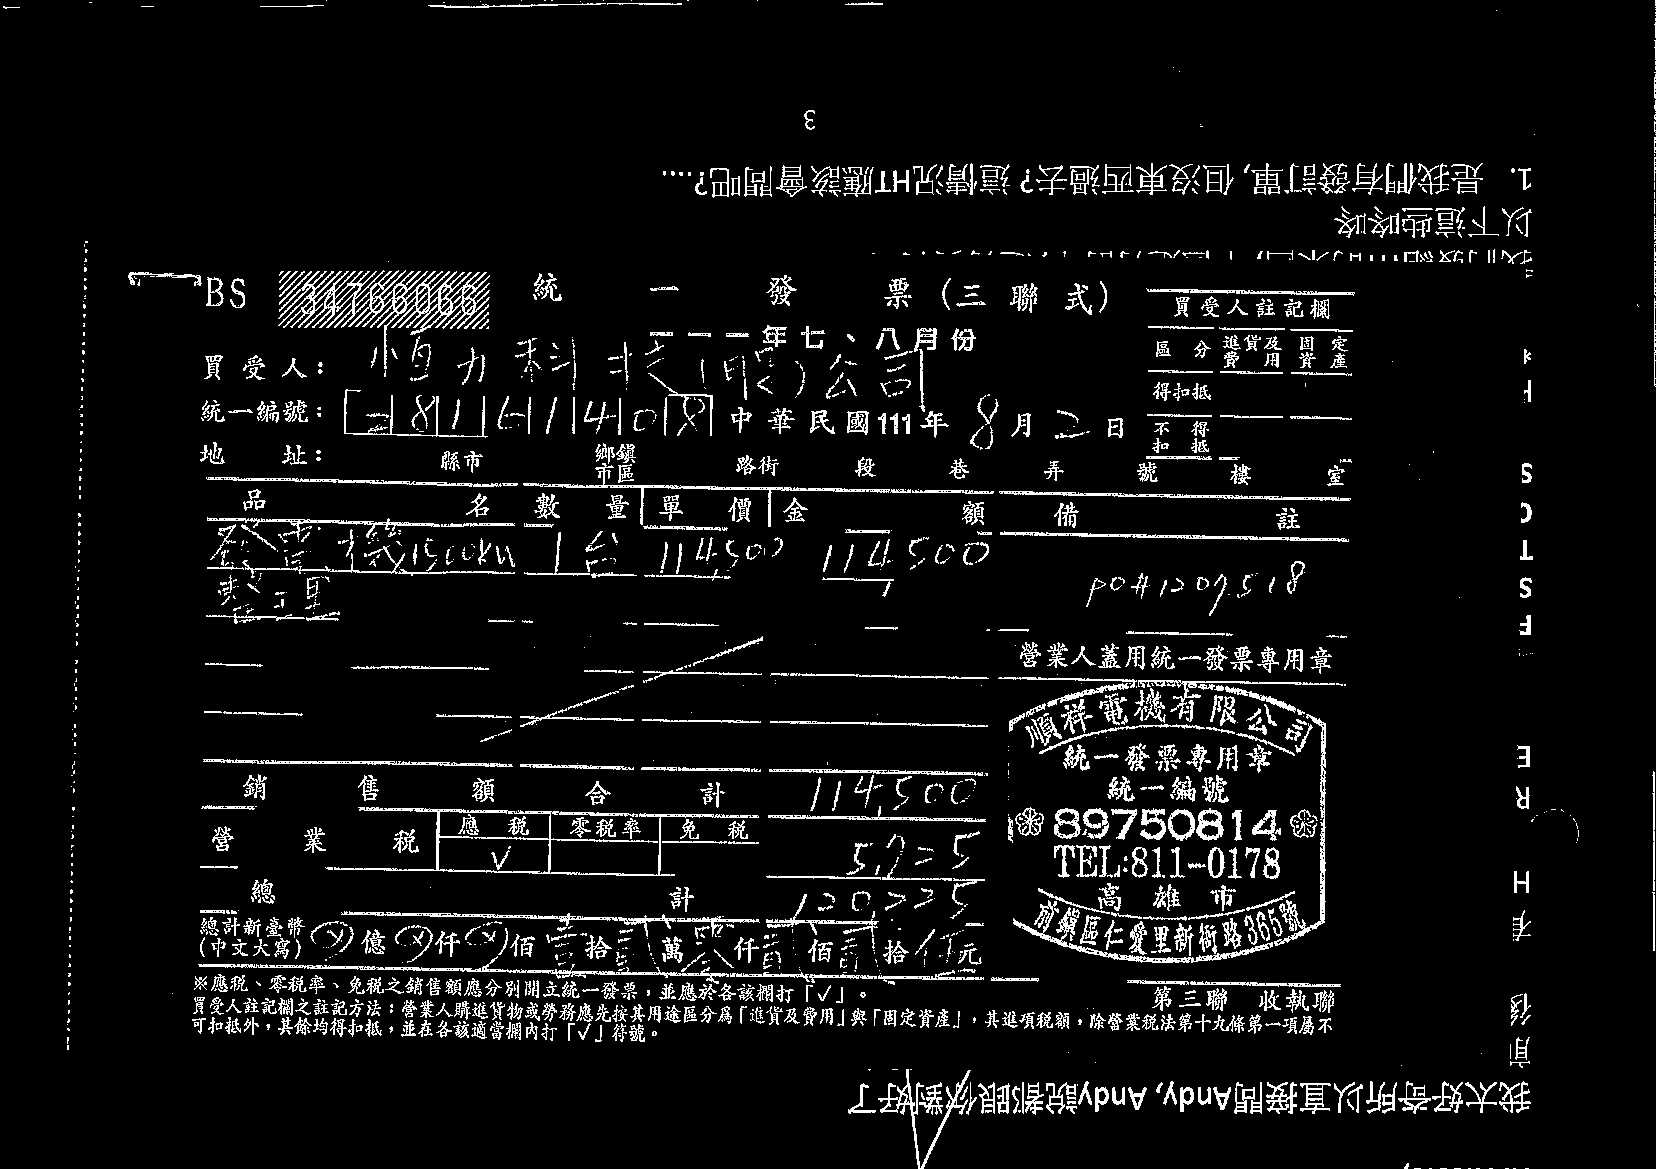 3
1. 是我們有發訂單, 但沒東西過去? 這情況HT應該會問吧?....
以下這些咚咚
BS 34766066 統一發票(三聯式)
一一一年七、八月份
買受人註記欄
區分 進貨及費用 固定資產
得扣抵
不得扣抵
買受人: 恒力科技(股)公司
統一編號: 28161408 中華民國111年8月2日
地址: 縣市 鄉鎮市區 路街 段 巷 弄 號 樓 室
品名 數量 單價 金額 備註
發電機1500kw 1台 114,500 114,500
整理 PO#1207518
營業人蓋用統一發票專用章
順祥電機有限公司
統一發票專用章
統一編號
89750814
TEL:811-0178
高雄市
前鎮區仁愛里新衙路365號
銷售額合計 114,500
營業稅 應稅 ✓ 零稅率 免稅 5,725
總計 120225
總計新臺幣(中文大寫) 億 仟 佰 壹拾貳萬零仟貳佰貳拾伍元
※應稅、零稅率、免稅之銷售額應分別開立統一發票，並應於各該欄打「✓」。
買受人註記欄之註記方法：營業人購進貨物或勞務應先按其用途區分為「進貨及費用」與「固定資產」，其進項稅額，除營業稅法第十九條第一項屬不
可扣抵外，其餘均得扣抵，並在各該適當欄內打「✓」符號。
第三聯 收執聯
我太好奇所以直接問Andy, Andy說都跟你對好了